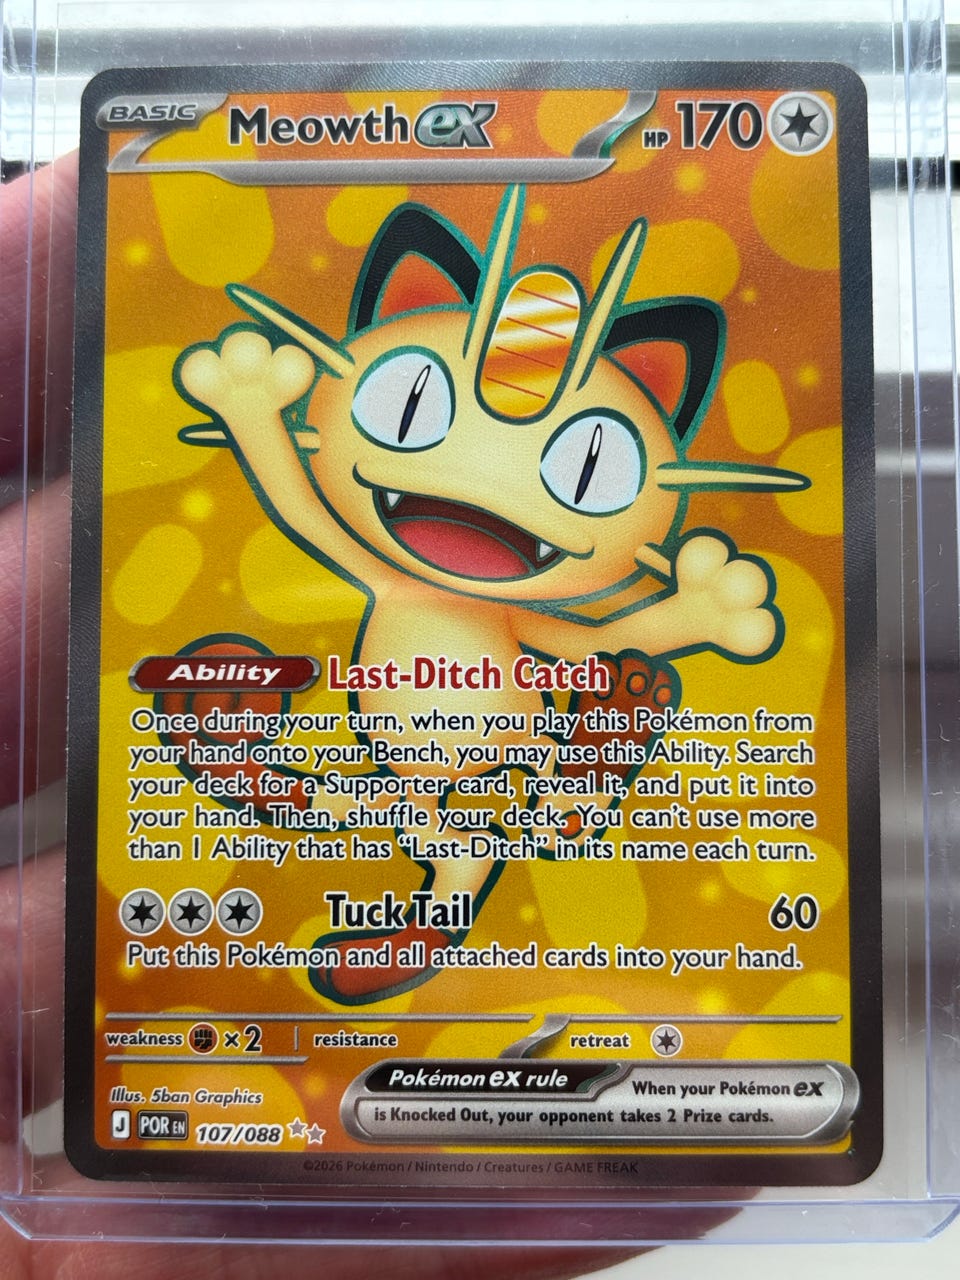 BASIC Meowth ex HP 170
Ability Last-Ditch Catch
Once during your turn, when you play this Pokémon from
your hand onto your Bench, you may use this Ability. Search
your deck for a Supporter card, reveal it, and put it into
your hand. Then, shuffle your deck. You can't use more
than 1 Ability that has “Last-Ditch” in its name each turn.
Tuck Tail 60
Put this Pokémon and all attached cards into your hand.
weakness ×2 resistance retreat
Pokémon ex rule When your Pokémon ex
is Knocked Out, your opponent takes 2 Prize cards.
Illus. 5ban Graphics
J POR EN 107/088
©2026 Pokémon / Nintendo / Creatures / GAME FREAK